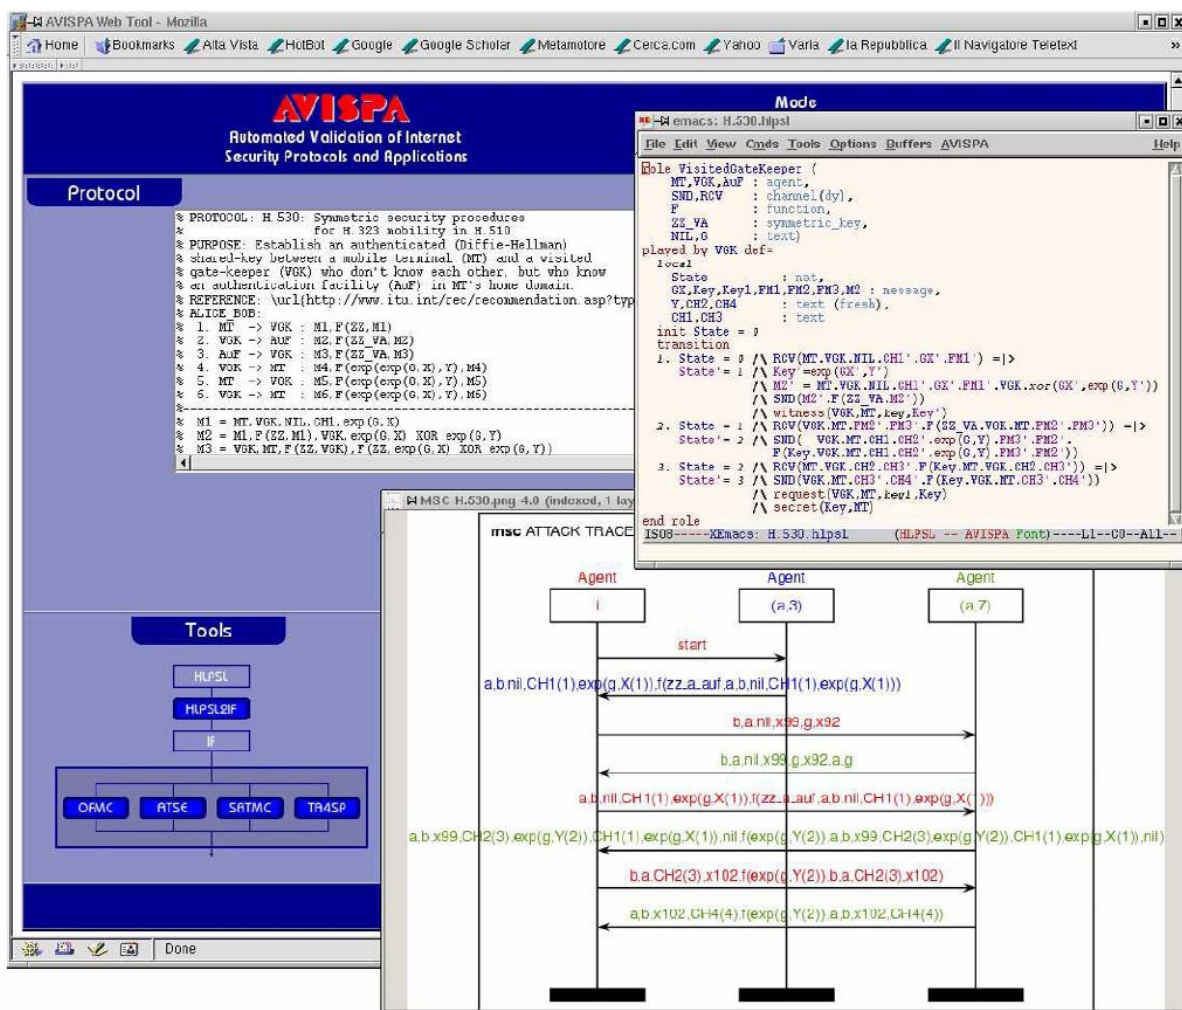 AVISPA Web Tool - Mozilla
Home Bookmarks Alta Vista HotBot Google Google Scholar Metamotore Cerca.com Yahoo Varia la Repubblica Il Navigatore Teletext »
AVISPA
Automated Validation of Internet
Security Protocols and Applications
Mode
Protocol
% PROTOCOL: H.530: Symmetric security procedures
% for H.323 mobility in H.510
% PURPOSE: Establish an authenticated (Diffie-Hellman)
% shared-key between a mobile terminal (MT) and a visited
% gate-keeper (VGK) who don't know each other, but who know
% an authentication facility (AuF) in MT's home domain.
% REFERENCE: \url{http://www.itu.int/rec/recommendation.asp?typ
% ALICE_BOB:
% 1. MT -> VGK : M1,F(ZZ,M1)
% 2. VGK -> AuF : M2,F(ZZ_VA,M2)
% 3. AuF -> VGK : M3,F(ZZ_VA,M3)
% 4. VGK -> MT : M4,F(exp(exp(G,X),Y),M4)
% 5. MT -> VGK : M5,F(exp(exp(G,X),Y),M5)
% 6. VGK -> MT : M6,F(exp(exp(G,X),Y),M6)
%-----------------------------------------------------------
% M1 = MT,VGK,NIL,CH1,exp(G,X)
% M2 = M1,F(ZZ,M1),VGK,exp(G,X) XOR exp(G,Y)
% M3 = VGK,MT,F(ZZ,VGK),F(ZZ,exp(G,X) XOR exp(G,Y))
emacs: H.530.hlpsl
File Edit View Cmds Tools Options Buffers AVISPA Help
role VisitedGateKeeper (
MT,VGK,AuF : agent,
SND,RCV : channel(dy),
F : function,
ZZ_VA : symmetric_key,
NIL,G : text)
played by VGK def=
local
State : nat,
GX,Key,Key1,FM1,FM2,FM3,M2 : message,
Y,CH2,CH4 : text (fresh),
CH1,CH3 : text
init State = 0
transition
1. State = 0 /\ RCV(MT.VGK.NIL.CH1'.GX'.FM1') =|>
State'= 1 /\ Key'=exp(GX',Y')
/\ M2' = MT.VGK.NIL.CH1'.GX'.FM1'.VGK.xor(GX',exp(G,Y'))
/\ SND(M2'.F(ZZ_VA.M2'))
/\ witness(VGK,MT,key,Key')
2. State = 1 /\ RCV(VGK.MT.FM2'.FM3'.F(ZZ_VA.VGK.MT.FM2'.FM3')) =|>
State'= 2 /\ SND( VGK.MT.CH1.CH2'.exp(G,Y).FM3'.FM2'.
F(Key.VGK.MT.CH1.CH2'.exp(G,Y).FM3'.FM2'))
3. State = 2 /\ RCV(MT.VGK.CH2.CH3'.F(Key.MT.VGK.CH2.CH3')) =|>
State'= 3 /\ SND(VGK.MT.CH3'.CH4'.F(Key.VGK.MT.CH3'.CH4'))
/\ request(VGK,MT,key1,Key)
/\ secret(Key,MT)
end role
ISO8-----XEmacs: H.530.hlpsl (HLPSL -- AVISPA Font)----L1--C0--All--
MSC H.530.png 4.0 (indexed, 1 lay
msc ATTACK TRACE
Agent Agent Agent
i (a,3) (a,7)
start
a,b,nil,CH1(1),exp(g,X(1)),f(zz_a_auf,a,b,nil,CH1(1),exp(g,X(1)))
b,a,nil,x99,g,x92
b,a,nil,x99,g,x92,a,g
a,b,nil,CH1(1),exp(g,X(1)),f(zz_a_auf,a,b,nil,CH1(1),exp(g,X(1)))
a,b,x99,CH2(3),exp(g,Y(2)),CH1(1),exp(g,X(1)),nil,f(exp(g,Y(2)),a,b,x99,CH2(3),exp(g,Y(2)),CH1(1),exp(g,X(1)),nil)
b,a,CH2(3),x102,f(exp(g,Y(2)),b,a,CH2(3),x102)
a,b,x102,CH4(4),f(exp(g,Y(2)),a,b,x102,CH4(4))
Tools
HLPSL
HLPSL2IF
IF
OFMC ATSE SATMC TA4SP
Done